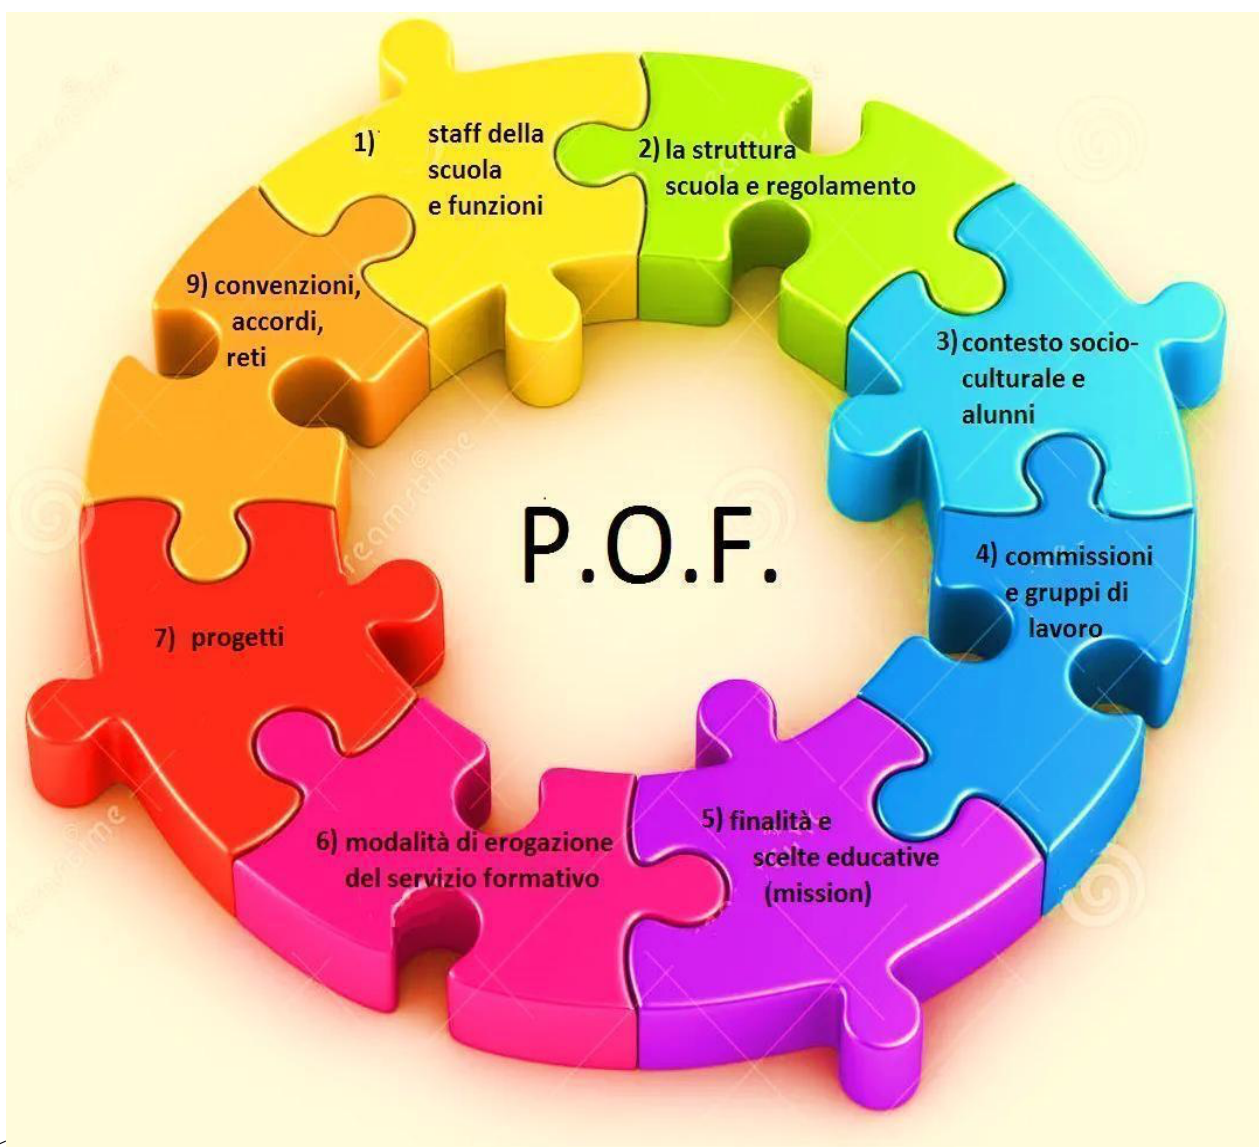 1) staff della
scuola
e funzioni
2) la struttura
scuola e regolamento
3) contesto socio-
culturale e
alunni
4) commissioni
e gruppi di
lavoro
5) finalità e
scelte educative
(mission)
6) modalità di erogazione
del servizio formativo
7) progetti
9) convenzioni,
accordi,
reti
P.O.F.
dreamstime